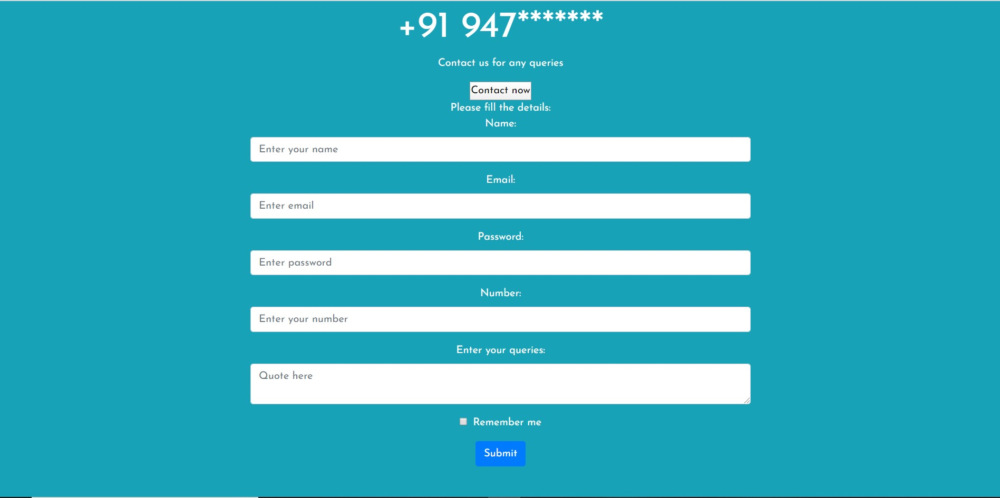 +91 947*******
Contact us for any queries
Contact now
Please fill the details:
Name:
Enter your name
Email:
Enter email
Password:
Enter password
Number:
Enter your number
Enter your queries:
Quote here
Remember me
Submit